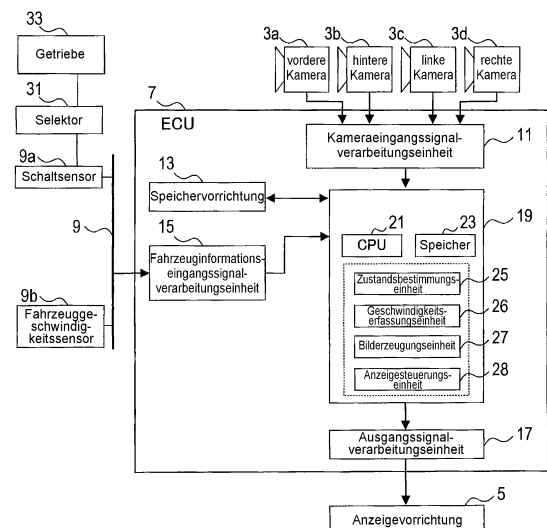 33
Getriebe
31
Selektor
9a
Schaltsensor
9
9b
Fahrzeugge-
schwindig-
keitssensor
3a
vordere
Kamera
3b
hintere
Kamera
3c
linke
Kamera
3d
rechte
Kamera
7
ECU
Kameraeingangssignal-
verarbeitungseinheit
11
13
Speichervorrichtung
15
Fahrzeuginformations-
eingangssignal-
verarbeitungseinheit
19
21
CPU
23
Speicher
Zustandsbestimmungs-
einheit
25
Geschwindigkeits-
erfassungseinheit
26
Bilderzeugungseinheit
27
Anzeigesteuerungs-
einheit
28
Ausgangssignal-
verarbeitungseinheit
17
5
Anzeigevorrichtung